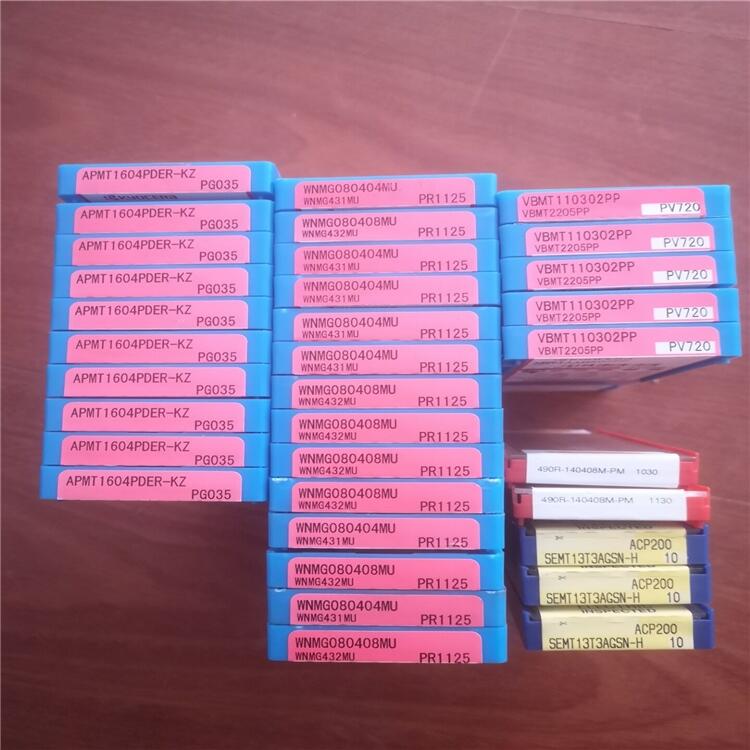 APMT1604PDER-KZ
PG035
KYOCERA
APMT1604PDER-KZ
PG035
APMT1604PDER-KZ
PG035
APMT1604PDER-KZ
PG035
APMT1604PDER-KZ
PG035
APMT1604PDER-KZ
PG035
APMT1604PDER-KZ
PG035
APMT1604PDER-KZ
PG035
APMT1604PDER-KZ
PG035
APMT1604PDER-KZ
PG035
WNMG080404MU
WNMG431MU PR1125
WNMG080408MU
WNMG432MU PR1125
WNMG080404MU
WNMG431MU PR1125
WNMG080404MU
WNMG431MU PR1125
WNMG080404MU
WNMG431MU PR1125
WNMG080404MU
WNMG431MU PR1125
WNMG080408MU
WNMG432MU PR1125
WNMG080408MU
WNMG432MU PR1125
WNMG080408MU
WNMG432MU PR1125
WNMG080408MU
WNMG432MU PR1125
WNMG080404MU
WNMG431MU PR1125
WNMG080408MU
WNMG432MU PR1125
WNMG080404MU
WNMG431MU PR1125
WNMG080408MU
WNMG432MU PR1125
VBMT110302PP
VBMT2205PP PV720
VBMT110302PP
VBMT2205PP PV720
VBMT110302PP
VBMT2205PP PV720
VBMT110302PP
VBMT2205PP PV720
VBMT110302PP
VBMT2205PP PV720
490R-140408M-PM 1030
490R-140408M-PM 1130
INSPECTED
ACP200
SEMT13T3AGSN-H 10
ACP200
SEMT13T3AGSN-H 10
INSPECTED
ACP200
SEMT13T3AGSN-H 10